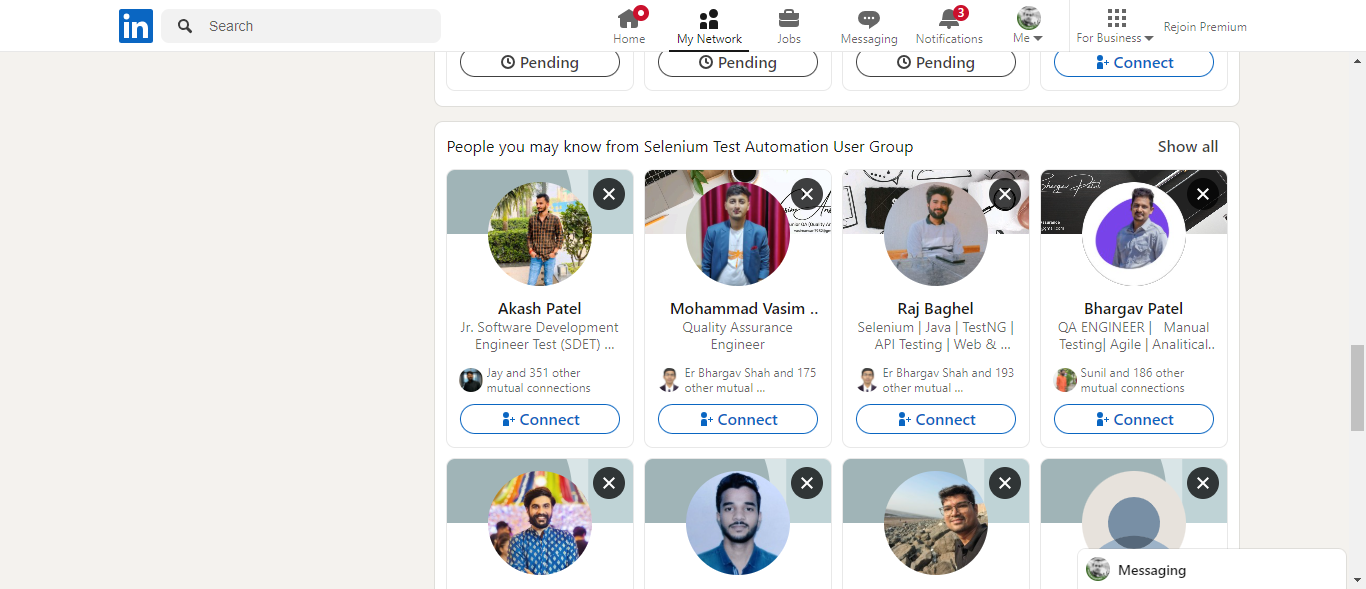 in
Search
Home
My Network
Jobs
Messaging
3
Notifications
Me
For Business
Rejoin Premium
Pending
Pending
Pending
Connect
People you may know from Selenium Test Automation User Group
Show all
Akash Patel
Jr. Software Development
Engineer Test (SDET) ...
Jay and 351 other
mutual connections
Connect
Mohammad Vasim ..
Quality Assurance
Engineer
Er Bhargav Shah and 175
other mutual ...
Connect
Raj Baghel
Selenium | Java | TestNG |
API Testing | Web & ...
Er Bhargav Shah and 193
other mutual ...
Connect
Bhargav Patel
QA ENGINEER | Manual
Testing| Agile | Analitical..
Sunil and 186 other
mutual connections
Connect
Messaging